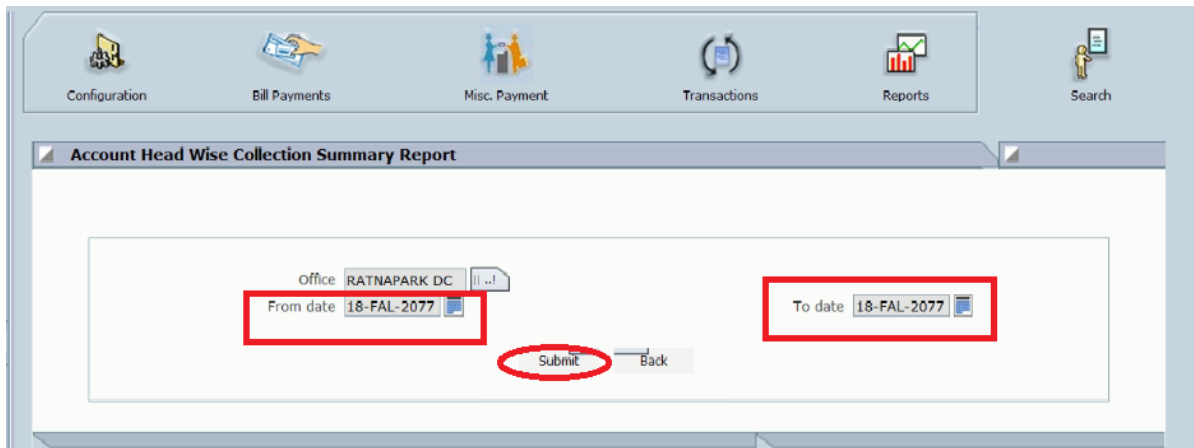 Configuration Bill Payments Misc. Payment Transactions Reports Search
Account Head Wise Collection Summary Report
Office RATNAPARK DC || ..!
From date 18-FAL-2077 To date 18-FAL-2077
Submit Back